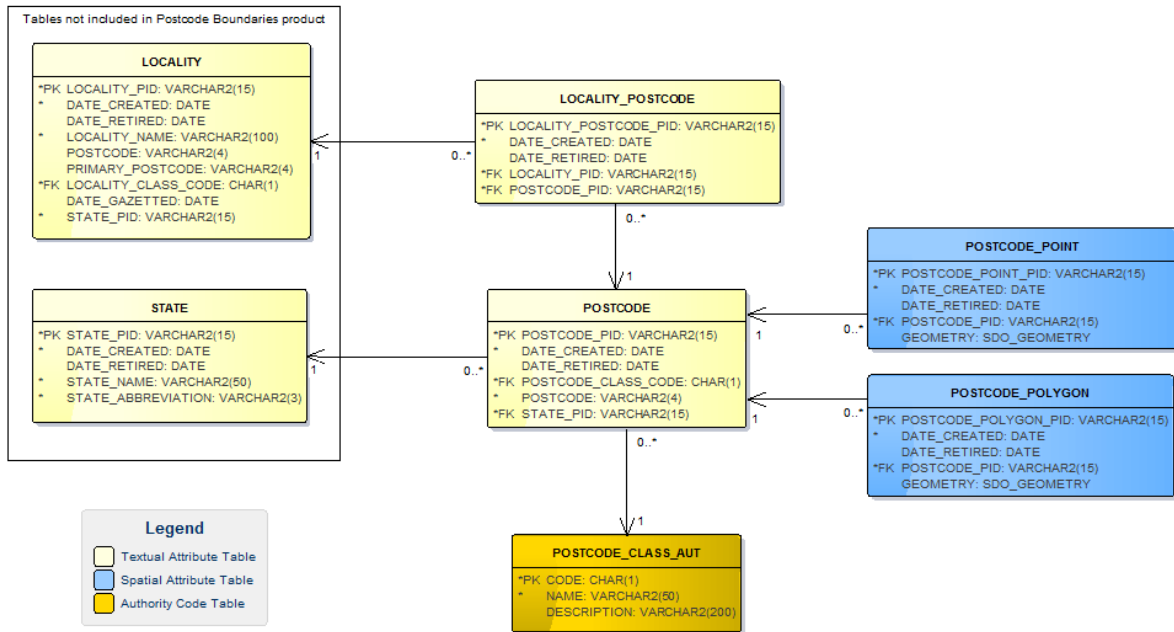 Tables not included in Postcode Boundaries product
LOCALITY
*PK LOCALITY_PID: VARCHAR2(15)
* DATE_CREATED: DATE
DATE_RETIRED: DATE
* LOCALITY_NAME: VARCHAR2(100)
POSTCODE: VARCHAR2(4)
PRIMARY_POSTCODE: VARCHAR2(4)
*FK LOCALITY_CLASS_CODE: CHAR(1)
DATE_GAZETTED: DATE
* STATE_PID: VARCHAR2(15)
1
0..*
LOCALITY_POSTCODE
*PK LOCALITY_POSTCODE_PID: VARCHAR2(15)
* DATE_CREATED: DATE
DATE_RETIRED: DATE
*FK LOCALITY_PID: VARCHAR2(15)
*FK POSTCODE_PID: VARCHAR2(15)
0..*
1
STATE
*PK STATE_PID: VARCHAR2(15)
* DATE_CREATED: DATE
DATE_RETIRED: DATE
* STATE_NAME: VARCHAR2(50)
* STATE_ABBREVIATION: VARCHAR2(3)
1
0..*
POSTCODE
*PK POSTCODE_PID: VARCHAR2(15)
* DATE_CREATED: DATE
DATE_RETIRED: DATE
*FK POSTCODE_CLASS_CODE: CHAR(1)
* POSTCODE: VARCHAR2(4)
*FK STATE_PID: VARCHAR2(15)
1
0..*
POSTCODE_POINT
*PK POSTCODE_POINT_PID: VARCHAR2(15)
* DATE_CREATED: DATE
DATE_RETIRED: DATE
*FK POSTCODE_PID: VARCHAR2(15)
GEOMETRY: SDO_GEOMETRY
1
0..*
POSTCODE_POLYGON
*PK POSTCODE_POLYGON_PID: VARCHAR2(15)
* DATE_CREATED: DATE
DATE_RETIRED: DATE
*FK POSTCODE_PID: VARCHAR2(15)
GEOMETRY: SDO_GEOMETRY
0..*
1
POSTCODE_CLASS_AUT
*PK CODE: CHAR(1)
* NAME: VARCHAR2(50)
DESCRIPTION: VARCHAR2(200)
Legend
Textual Attribute Table
Spatial Attribute Table
Authority Code Table